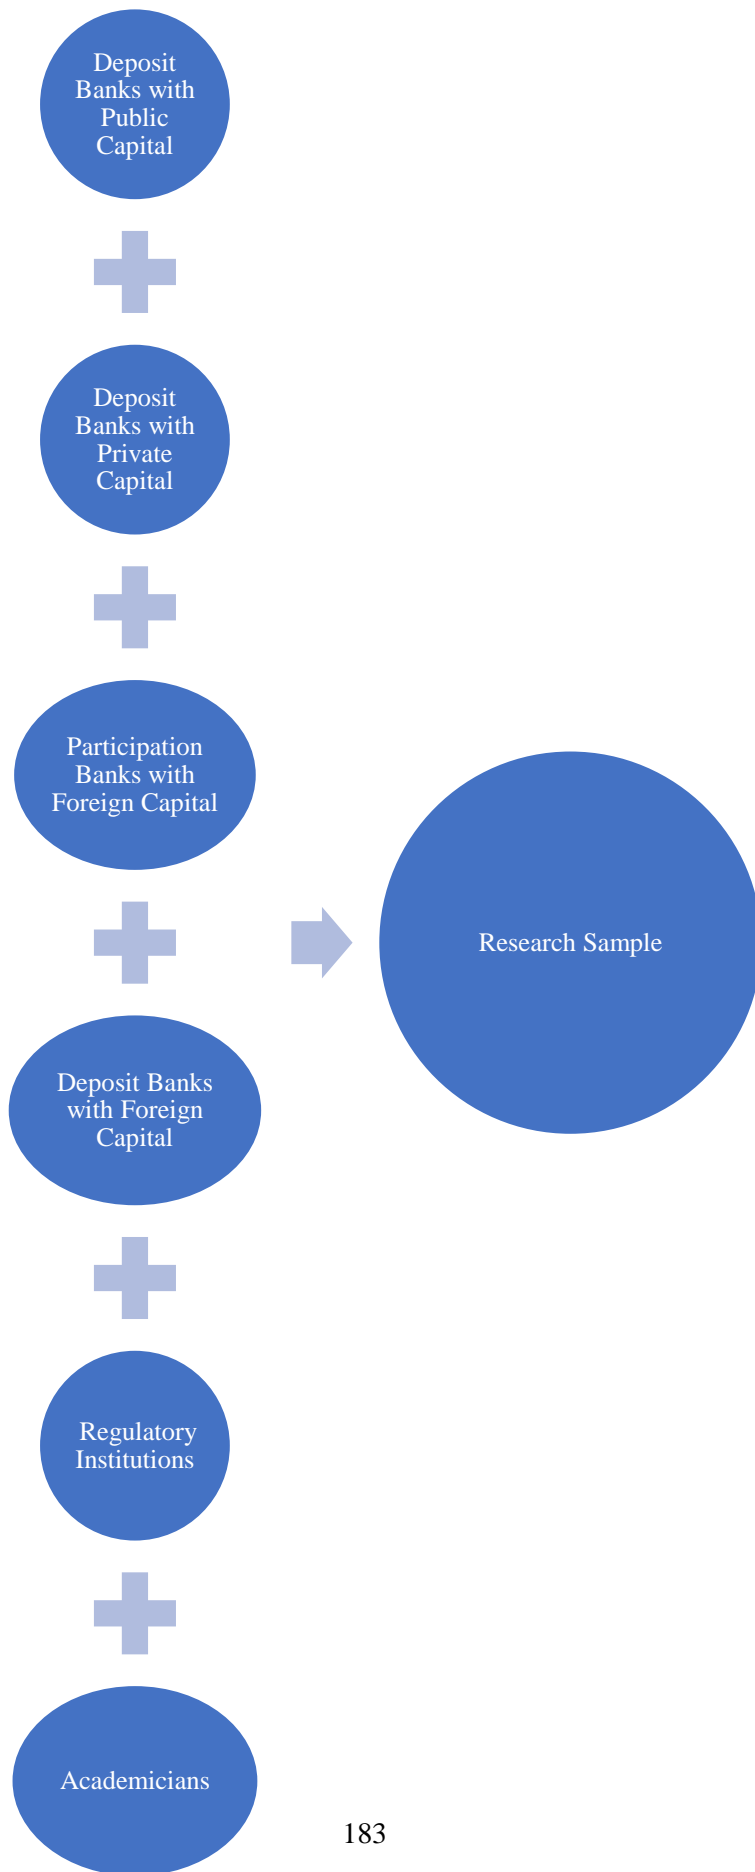 Deposit
Banks with
Public
Capital
Deposit
Banks with
Private
Capital
Participation
Banks with
Foreign Capital
Deposit Banks
with Foreign
Capital
Regulatory
Institutions
Academicians
Research Sample
183